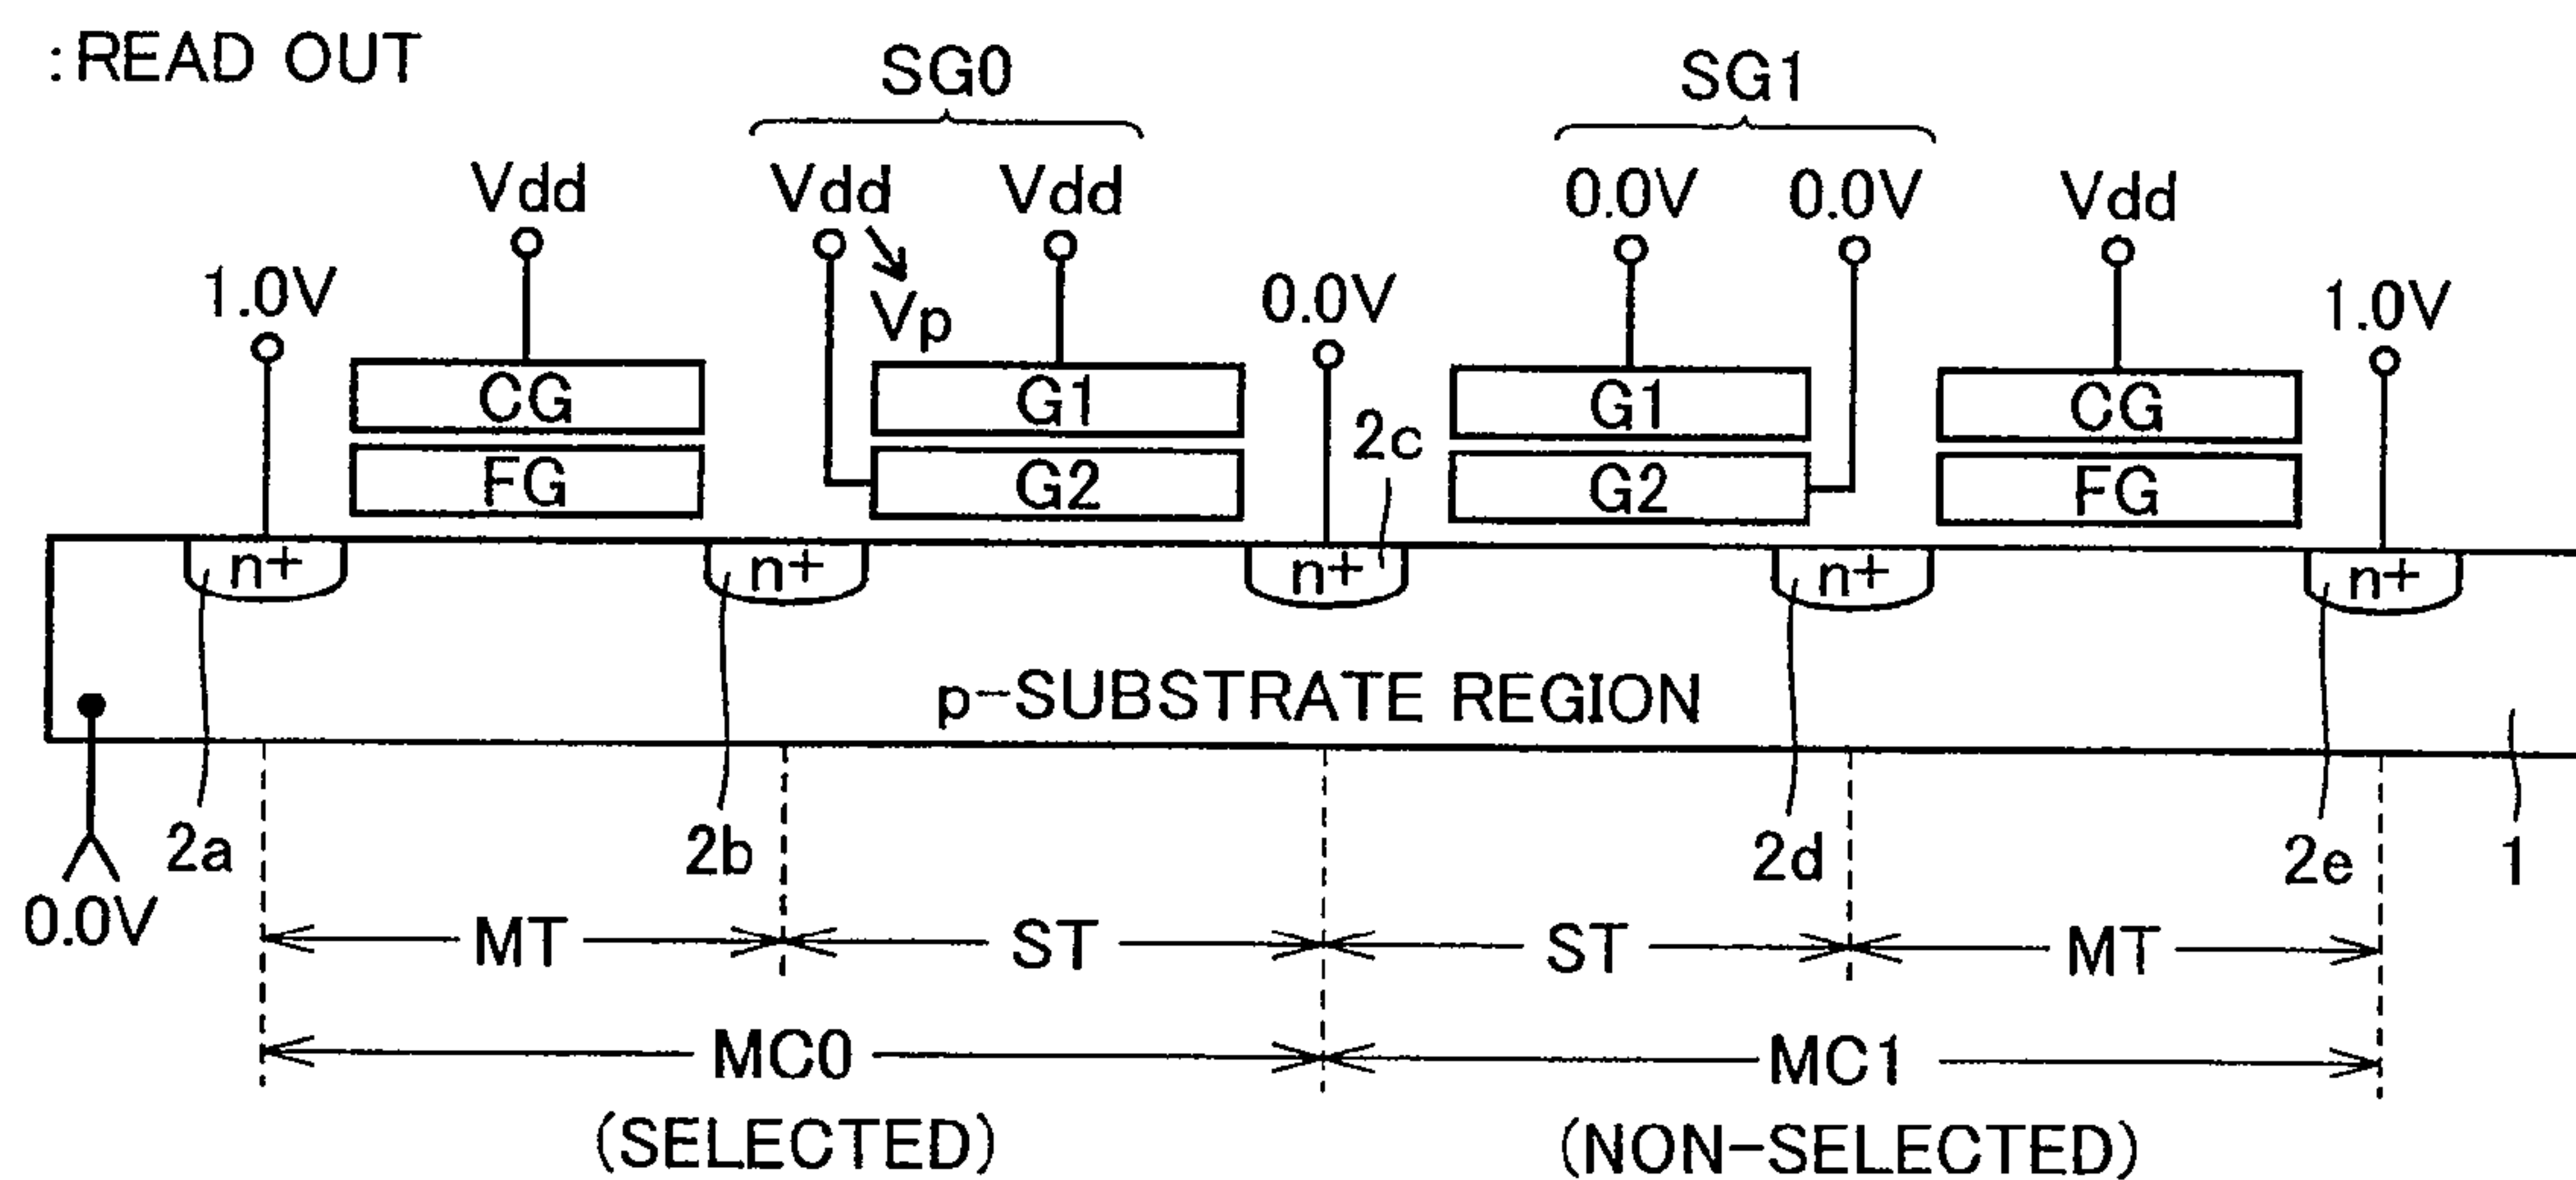 :READ OUT
SG0 SG1
Vdd Vdd Vdd 0.0V 0.0V Vdd
1.0V Vp 0.0V 1.0V
CG G1 G1 CG
2c
FG G2 G2 FG
n+ n+ n+ n+ n+
p-SUBSTRATE REGION
2a 2b 2d 2e 1
0.0V
MT ST ST MT
MC0 MC1
(SELECTED) (NON-SELECTED)